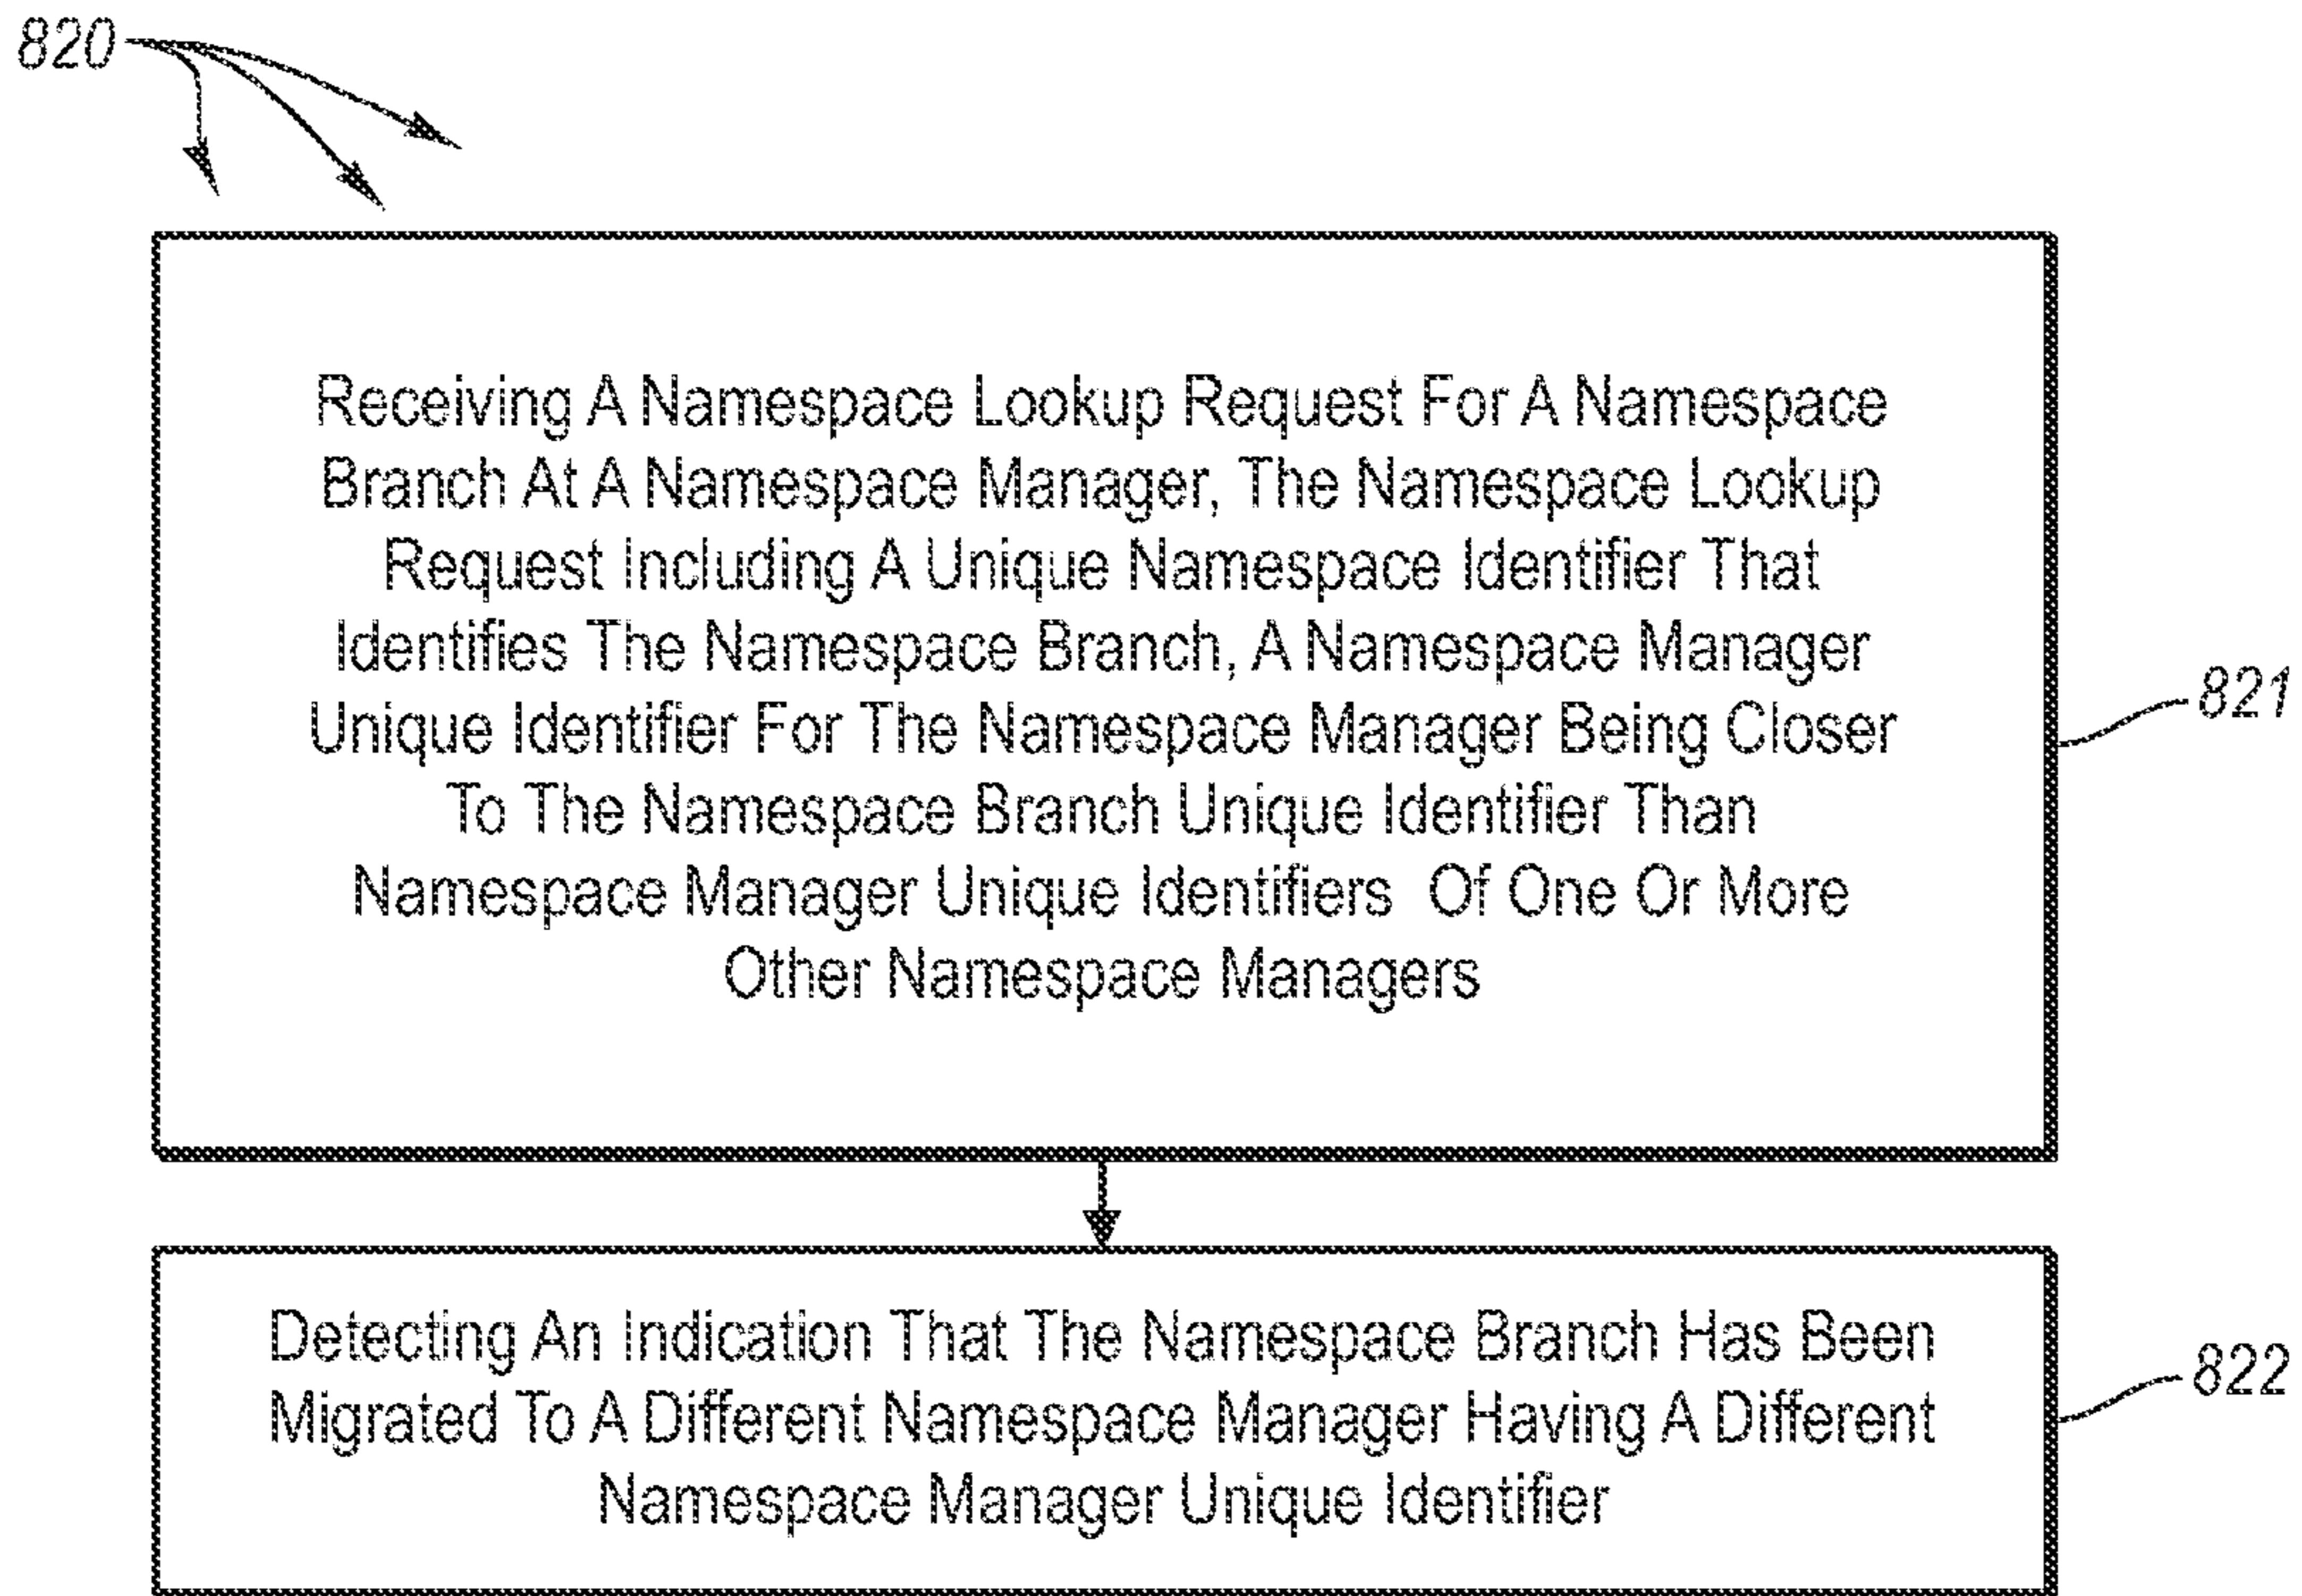 820
Receiving A Namespace Lookup Request For A Namespace
Branch At A Namespace Manager, The Namespace Lookup
Request Including A Unique Namespace Identifier That
Identifies The Namespace Branch, A Namespace Manager
Unique Identifier For The Namespace Manager Being Closer
To The Namespace Branch Unique Identifier Than
Namespace Manager Unique Identifiers Of One Or More
Other Namespace Managers
821
Detecting An Indication That The Namespace Branch Has Been
Migrated To A Different Namespace Manager Having A Different
Namespace Manager Unique Identifier
822